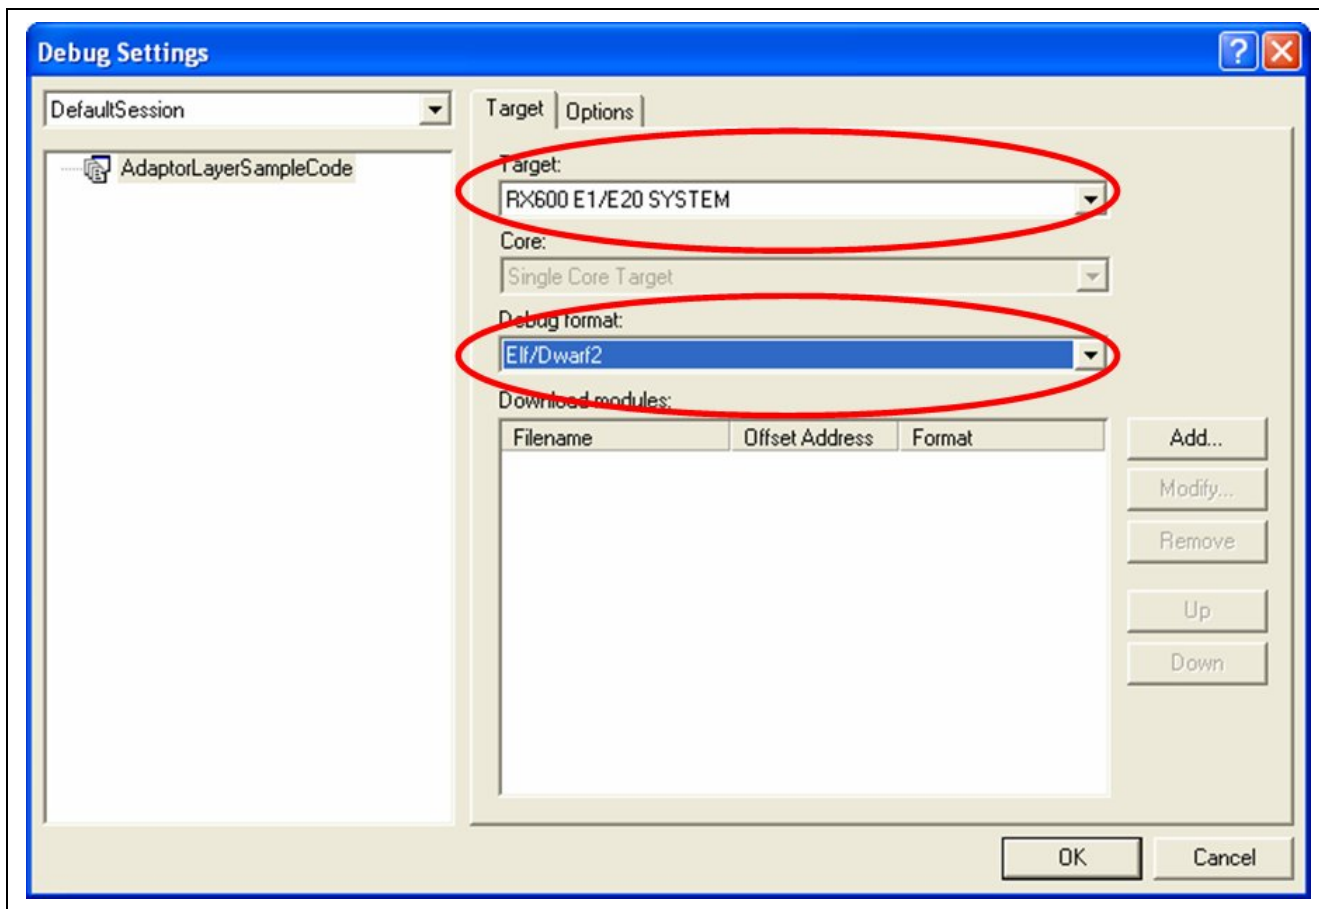 Debug Settings
DefaultSession
AdaptorLayerSampleCode
Target Options
Target:
RX600 E1/E20 SYSTEM
Core:
Single Core Target
Debug format:
Elf/Dwarf2
Download modules:
Filename Offset Address Format
Add...
Modify...
Remove
Up
Down
OK Cancel